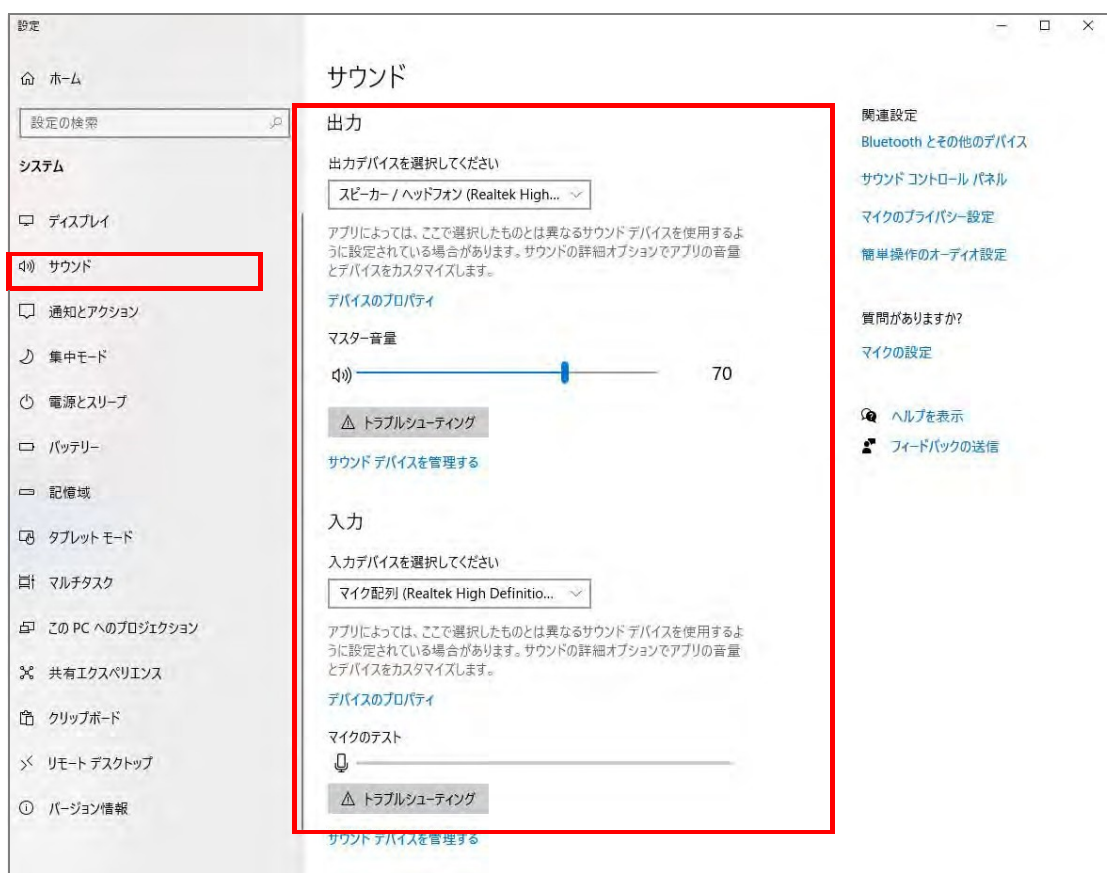 設定
ホーム
設定の検索
システム
ディスプレイ
サウンド
通知とアクション
集中モード
電源とスリープ
バッテリー
記憶域
タブレット モード
マルチタスク
この PC へのプロジェクション
共有エクスペリエンス
クリップボード
リモート デスクトップ
バージョン情報
サウンド
出力
出力デバイスを選択してください
スピーカー / ヘッドフォン (Realtek High...
アプリによっては、ここで選択したものとは異なるサウンド デバイスを使用するよ
うに設定されている場合があります。サウンドの詳細オプションでアプリの音量
とデバイスをカスタマイズします。
デバイスのプロパティ
マスター音量
70
トラブルシューティング
サウンド デバイスを管理する
入力
入力デバイスを選択してください
マイク配列 (Realtek High Definitio...
アプリによっては、ここで選択したものとは異なるサウンド デバイスを使用するよ
うに設定されている場合があります。サウンドの詳細オプションでアプリの音量
とデバイスをカスタマイズします。
デバイスのプロパティ
マイクのテスト
トラブルシューティング
サウンド デバイスを管理する
関連設定
Bluetooth とその他のデバイス
サウンド コントロール パネル
マイクのプライバシー設定
簡単操作のオーディオ設定
質問がありますか?
マイクの設定
ヘルプを表示
フィードバックの送信